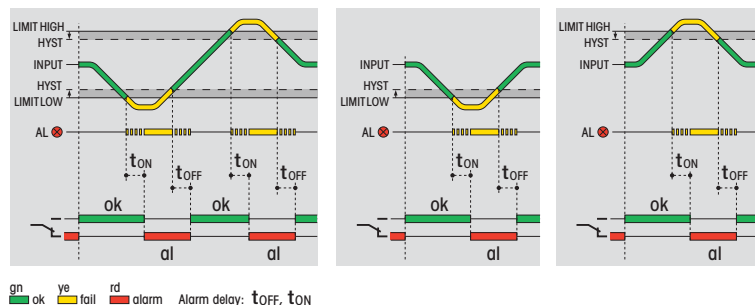 LIMIT HIGH
HYST
INPUT
HYST
LIMIT LOW
AL
tON
tOFF
tON
tOFF
ok
ok
al
al
INPUT
HYST
LIMIT LOW
AL
tON
tOFF
ok
al
LIMIT HIGH
HYST
INPUT
AL
tON
tOFF
ok
al
gn ye rd
ok fail alarm Alarm delay: tOFF, tON